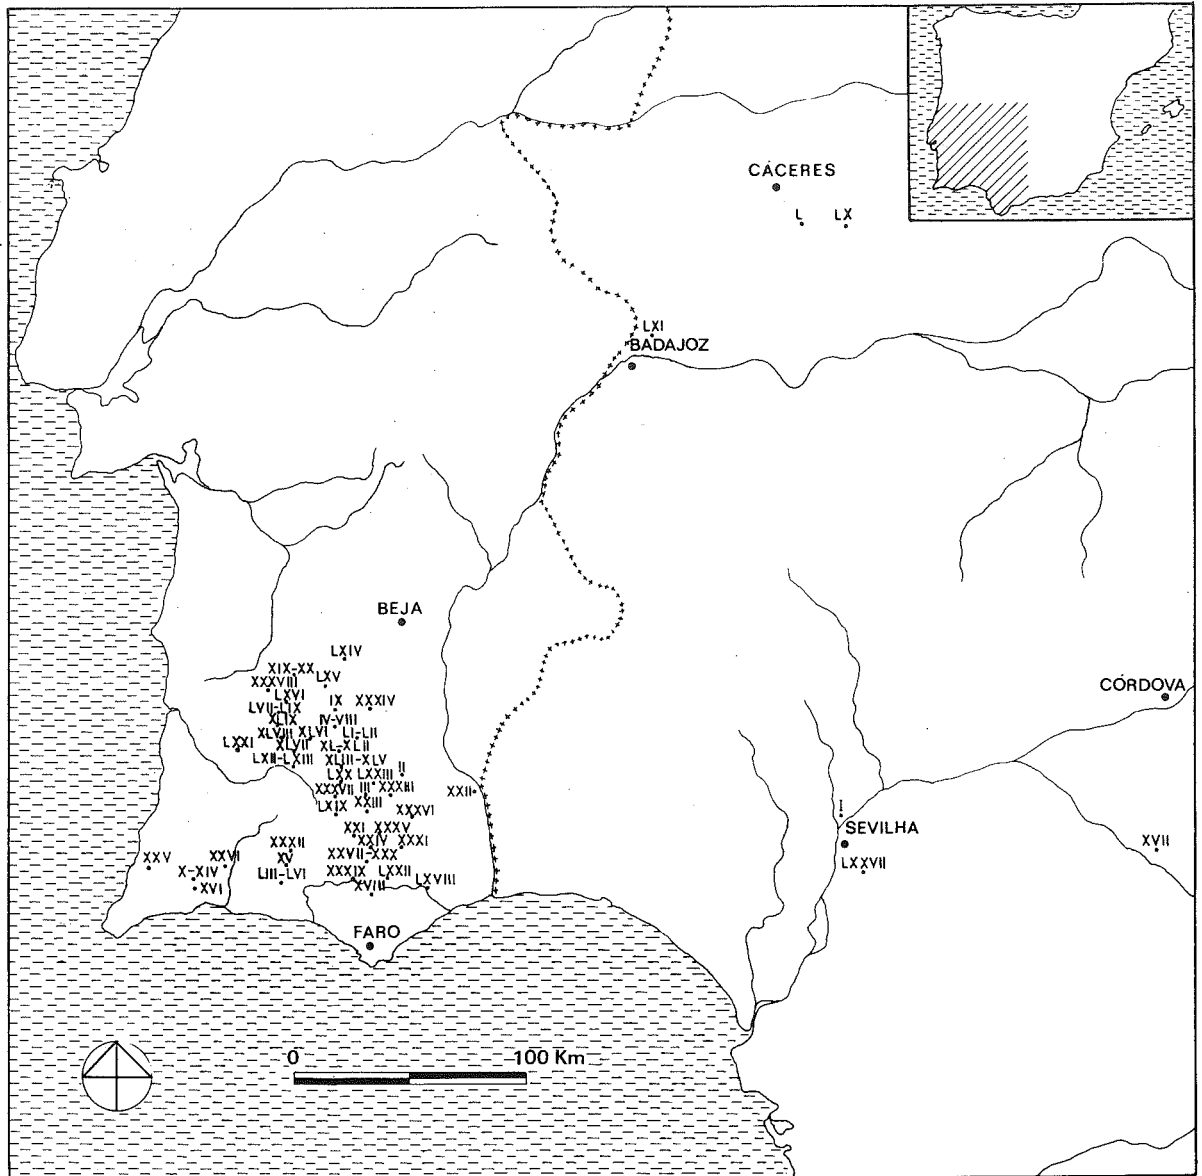 CÁCERES
L LX
LXI
BADAJOZ
BEJA
LXIV
XIX-XX
LXV
XXXVIII
LXVI
IX XXXIV
LVII-LIX
XLIX IV-VIII
XLVIII XLVI LI-LII
LXXI XLVII XL-XLII
LXII-LXIII XLIII-XLV
II
LXX LXXIII
XXXVII III XXXIII
XXII
LXIX XXIII
XXXVI
XXI XXXV
XXXII XXIV XXXI
XXV XXVI XV XXVII-XXX
X-XIV LIII-LVI XXXIX LXXII
XVI XVIII LXVIII
FARO
CÓRDOVA
I
SEVILHA
XVII
LXXVII
0 100 Km